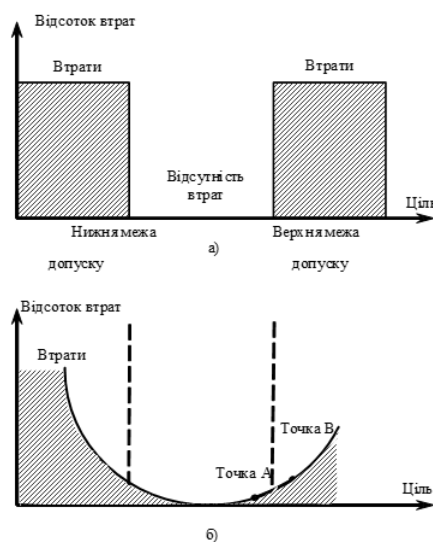 Відсоток втрат
Втрати
Втрати
Відсутність
втрат
Ціль
Нижня межа
Верхня межа
а)
допуску
допуску
Відсоток втрат
Втрати
Точка В
Точка А
Ціль
б)